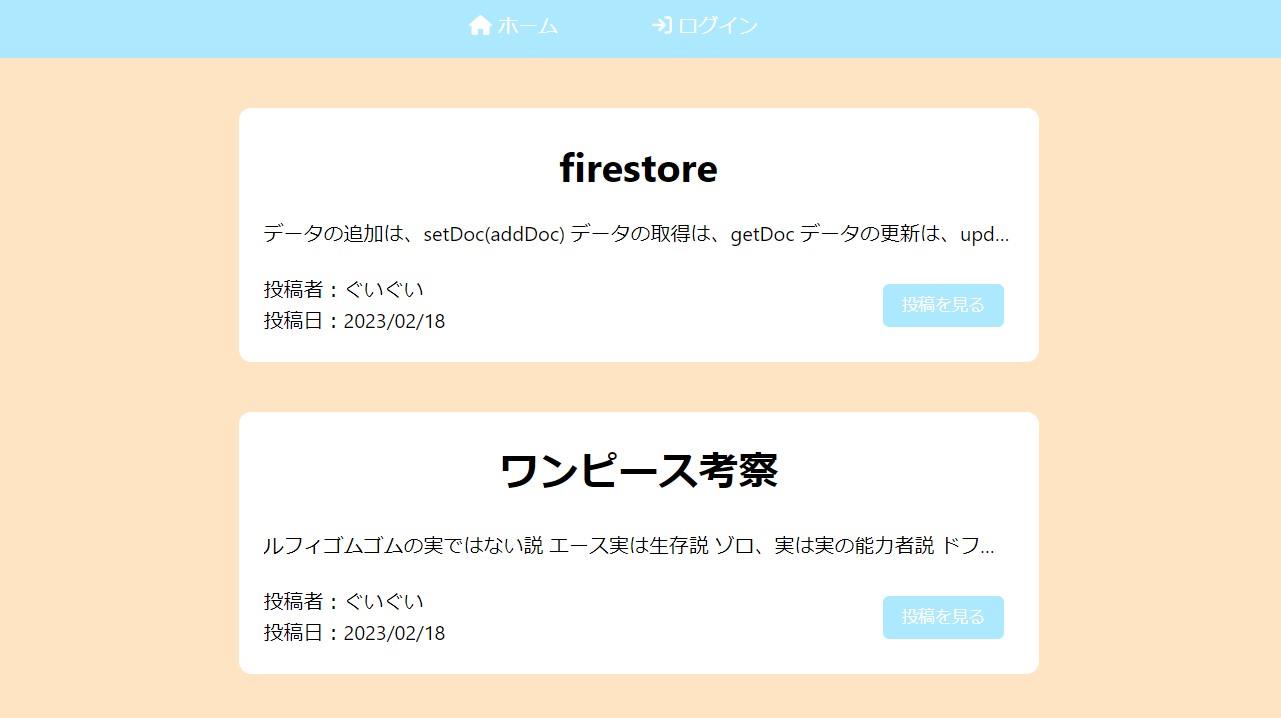 ホーム ログイン
firestore
データの追加は、setDoc(addDoc) データの取得は、getDoc データの更新は、upd...
投稿者：ぐいぐい
投稿日：2023/02/18
投稿を見る
ワンピース考察
ルフィゴムゴムの実ではない説 エース実は生存説 ゾロ、実は実の能力者説 ドフ...
投稿者：ぐいぐい
投稿日：2023/02/18
投稿を見る